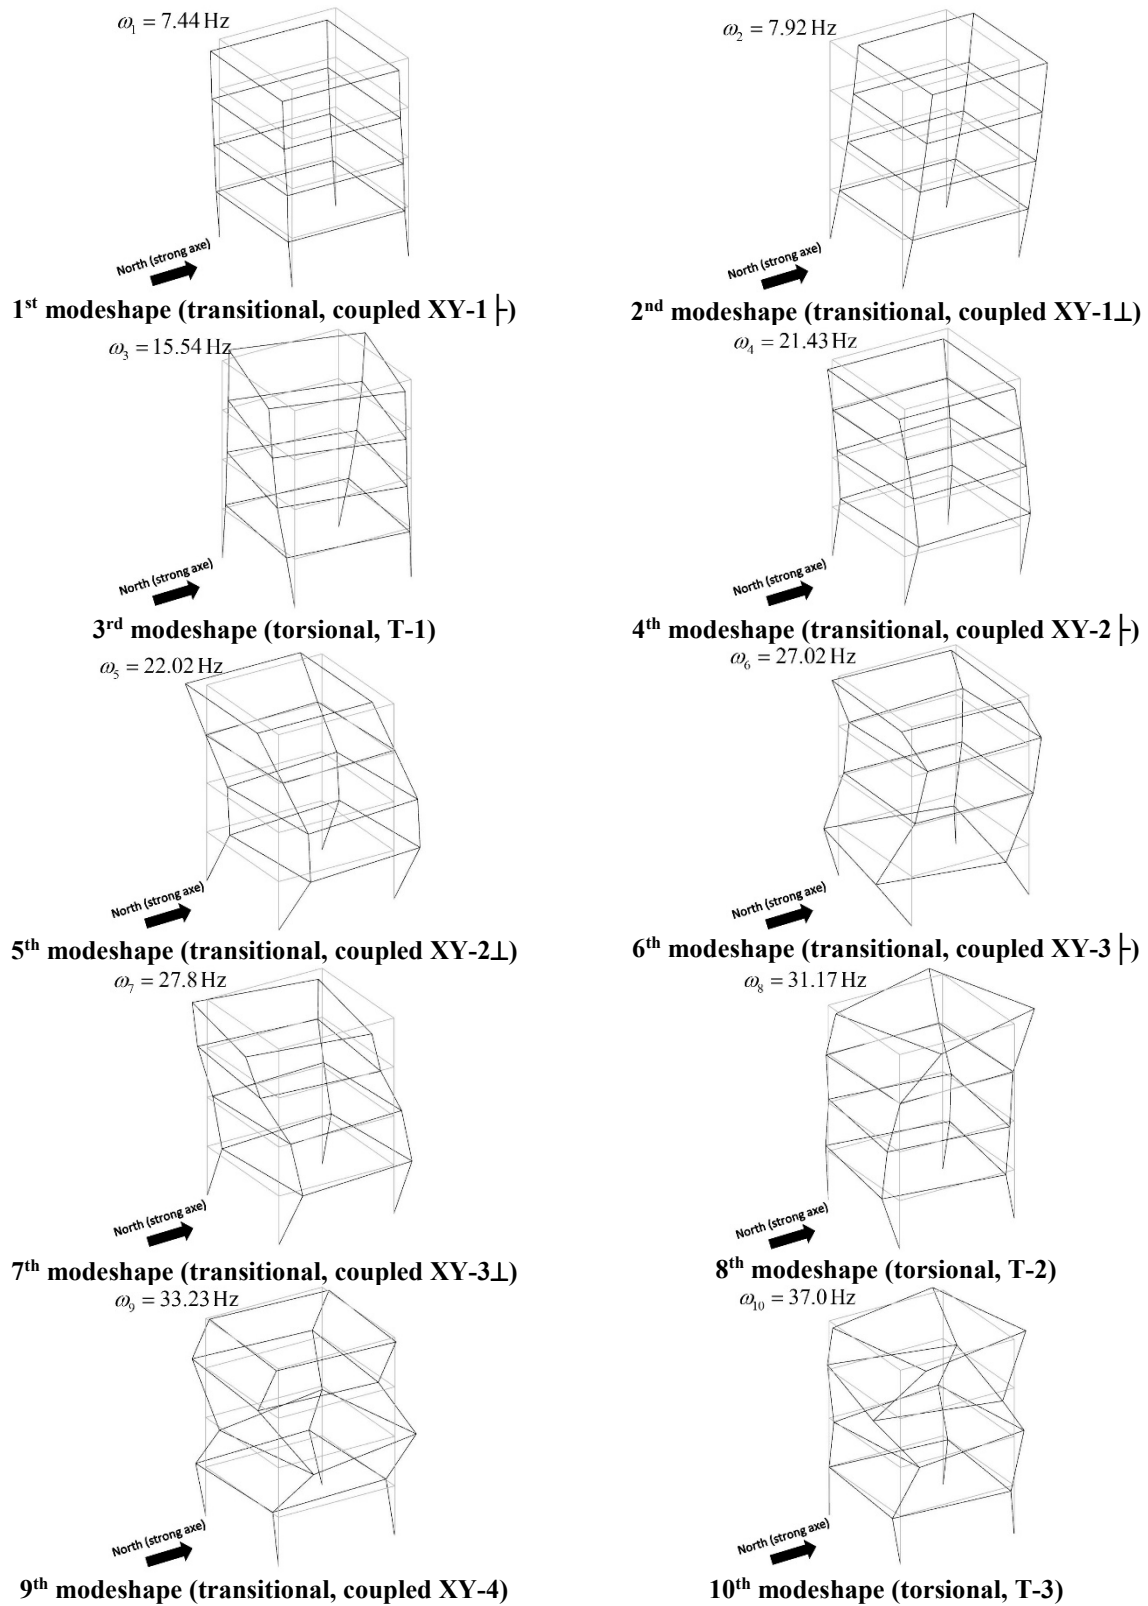 ω₁ = 7.44 Hz
North (strong axe)
1st modeshape (transitional, coupled XY-1├)
ω₂ = 7.92 Hz
North (strong axe)
2nd modeshape (transitional, coupled XY-1⊥)
ω₃ = 15.54 Hz
North (strong axe)
3rd modeshape (torsional, T-1)
ω₄ = 21.43 Hz
North (strong axe)
4th modeshape (transitional, coupled XY-2├)
ω₅ = 22.02 Hz
North (strong axe)
5th modeshape (transitional, coupled XY-2⊥)
ω₆ = 27.02 Hz
North (strong axe)
6th modeshape (transitional, coupled XY-3├)
ω₇ = 27.8 Hz
North (strong axe)
7th modeshape (transitional, coupled XY-3⊥)
ω₈ = 31.17 Hz
North (strong axe)
8th modeshape (torsional, T-2)
ω₉ = 33.23 Hz
North (strong axe)
9th modeshape (transitional, coupled XY-4)
ω₁₀ = 37.0 Hz
North (strong axe)
10th modeshape (torsional, T-3)